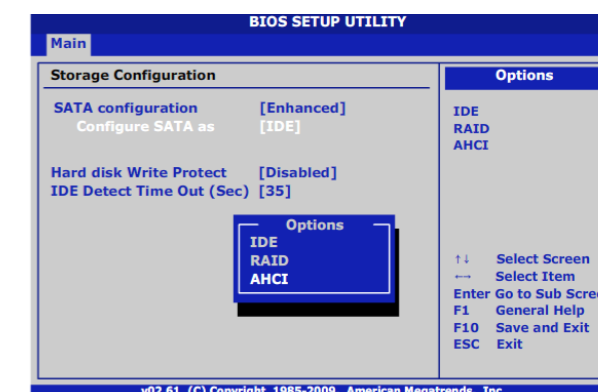 BIOS SETUP UTILITY
Main
Storage Configuration
SATA configuration [Enhanced]
Configure SATA as [IDE]
Hard disk Write Protect [Disabled]
IDE Detect Time Out (Sec) [35]
Options
IDE
RAID
AHCI
Options
IDE
RAID
AHCI
↑↓ Select Screen
←→ Select Item
Enter Go to Sub Scre
F1 General Help
F10 Save and Exit
ESC Exit
v02.61 (C) Copyright 1985-2009, American Megatrends, Inc